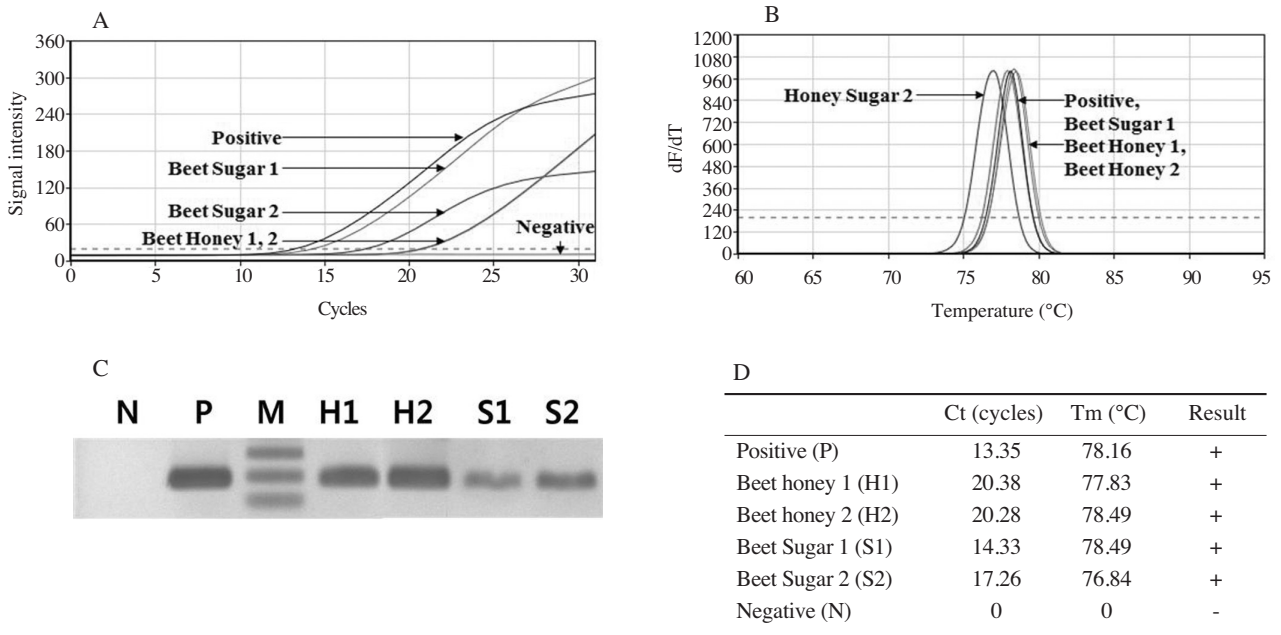 A
360
300
240
180
120
60
0
Signal intensity
Positive
Beet Sugar 1
Beet Sugar 2
Beet Honey 1, 2
Negative
0 5 10 15 20 25 30
Cycles
B
1200
1080
960
840
720
600
480
360
240
120
0
dF/dT
Honey Sugar 2
Positive,
Beet Sugar 1
Beet Honey 1,
Beet Honey 2
60 65 70 75 80 85 90 95
Temperature (°C)
C
N P M H1 H2 S1 S2
D
Ct (cycles) Tm (°C) Result
Positive (P) 13.35 78.16 +
Beet honey 1 (H1) 20.38 77.83 +
Beet honey 2 (H2) 20.28 78.49 +
Beet Sugar 1 (S1) 14.33 78.49 +
Beet Sugar 2 (S2) 17.26 76.84 +
Negative (N) 0 0 -